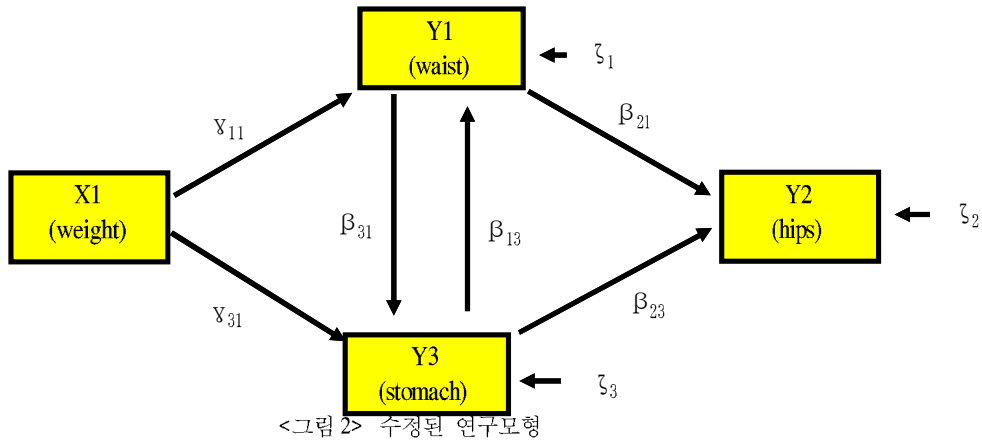 Y1
(waist)
ζ1
β21
γ11
X1
(weight)
β31
β13
Y2
(hips)
ζ2
γ31
β23
Y3
(stomach)
ζ3
<그림 2> 수정된 연구모형